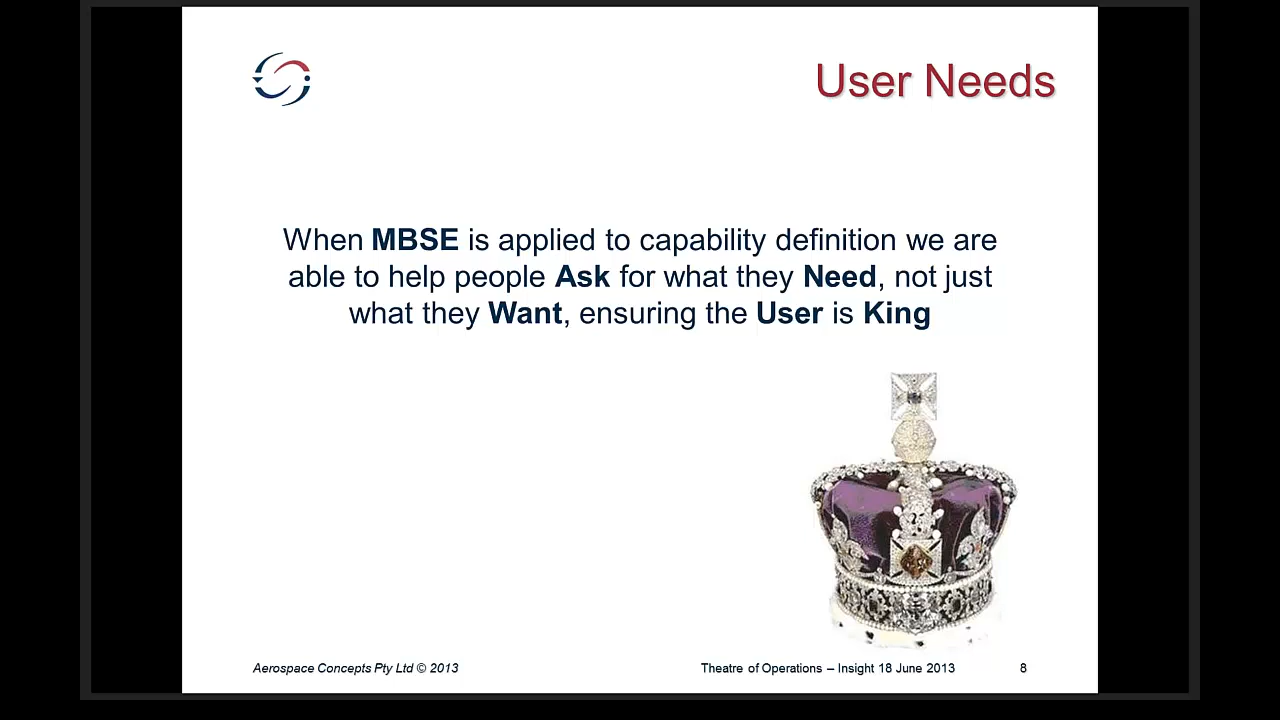 User Needs
When MBSE is applied to capability definition we are
able to help people Ask for what they Need, not just
what they Want, ensuring the User is King
Aerospace Concepts Pty Ltd © 2013
Theatre of Operations – Insight 18 June 2013
8